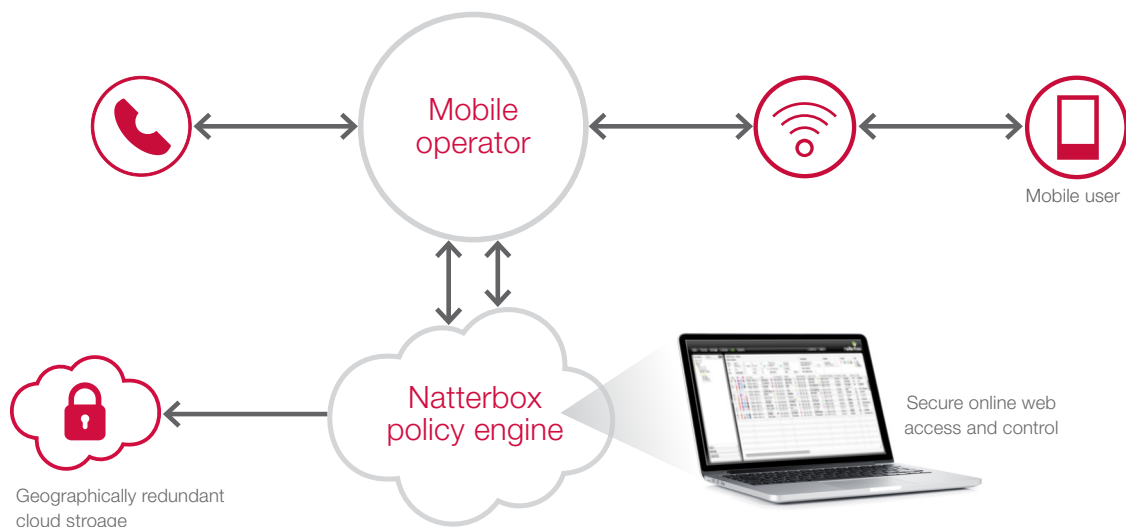 Mobile
operator
Mobile user
Natterbox
policy engine
Secure online web
access and control
Geographically redundant
cloud stroage